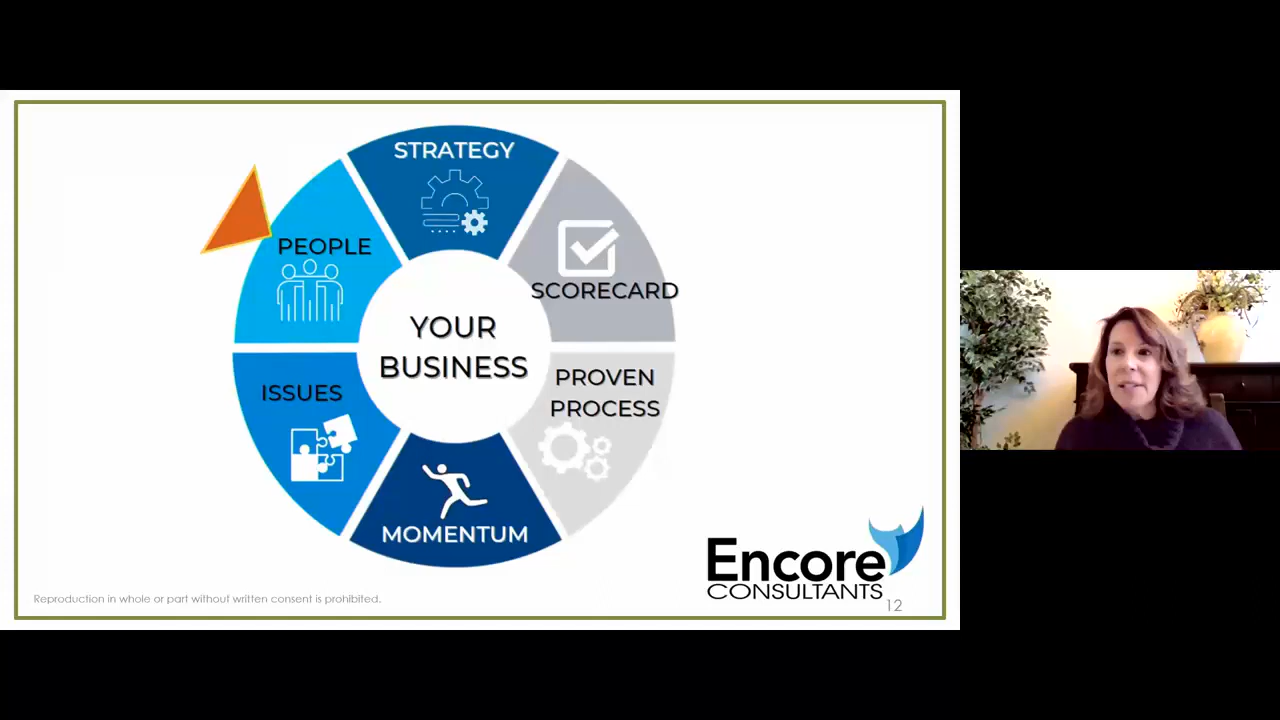 STRATEGY
PEOPLE
SCORECARD
YOUR
BUSINESS
ISSUES
PROVEN
PROCESS
MOMENTUM
Encore
CONSULTANTS
Reproduction in whole or part without written consent is prohibited.
12